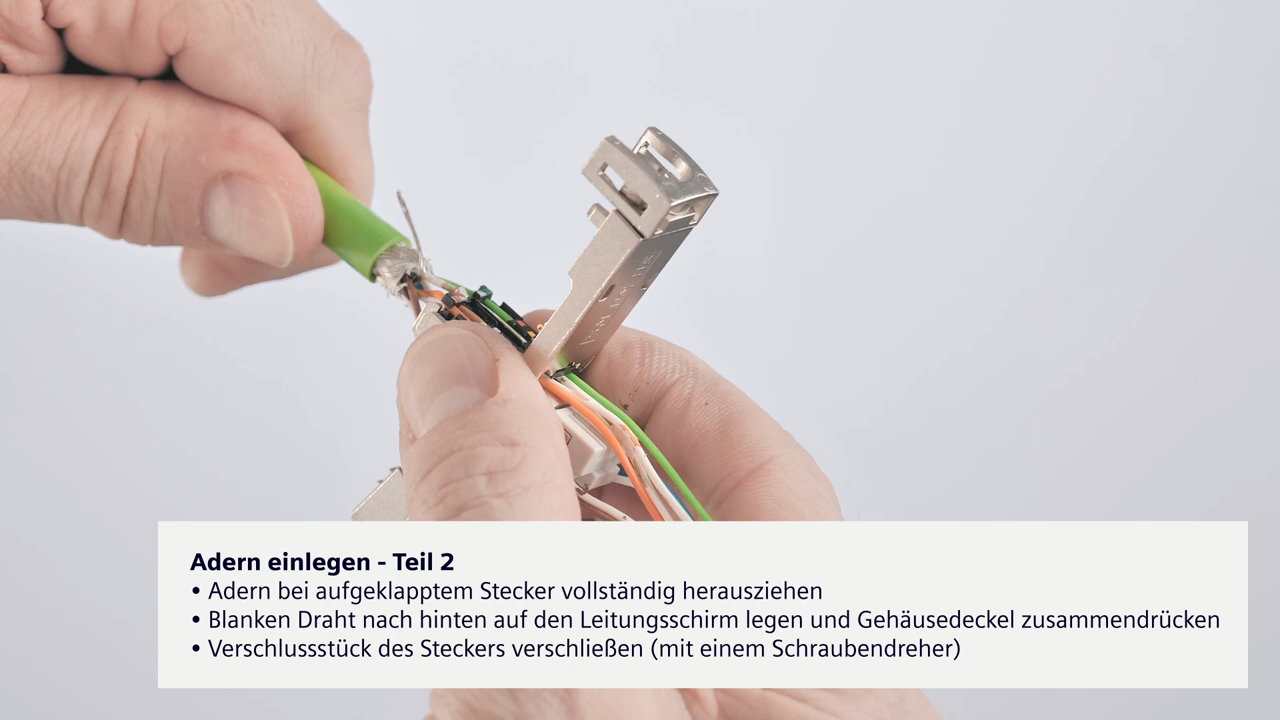 Adern einlegen - Teil 2
• Adern bei aufgeklapptem Stecker vollständig herausziehen
• Blanken Draht nach hinten auf den Leitungsschirm legen und Gehäusedeckel zusammendrücken
• Verschlussstück des Steckers verschließen (mit einem Schraubendreher)